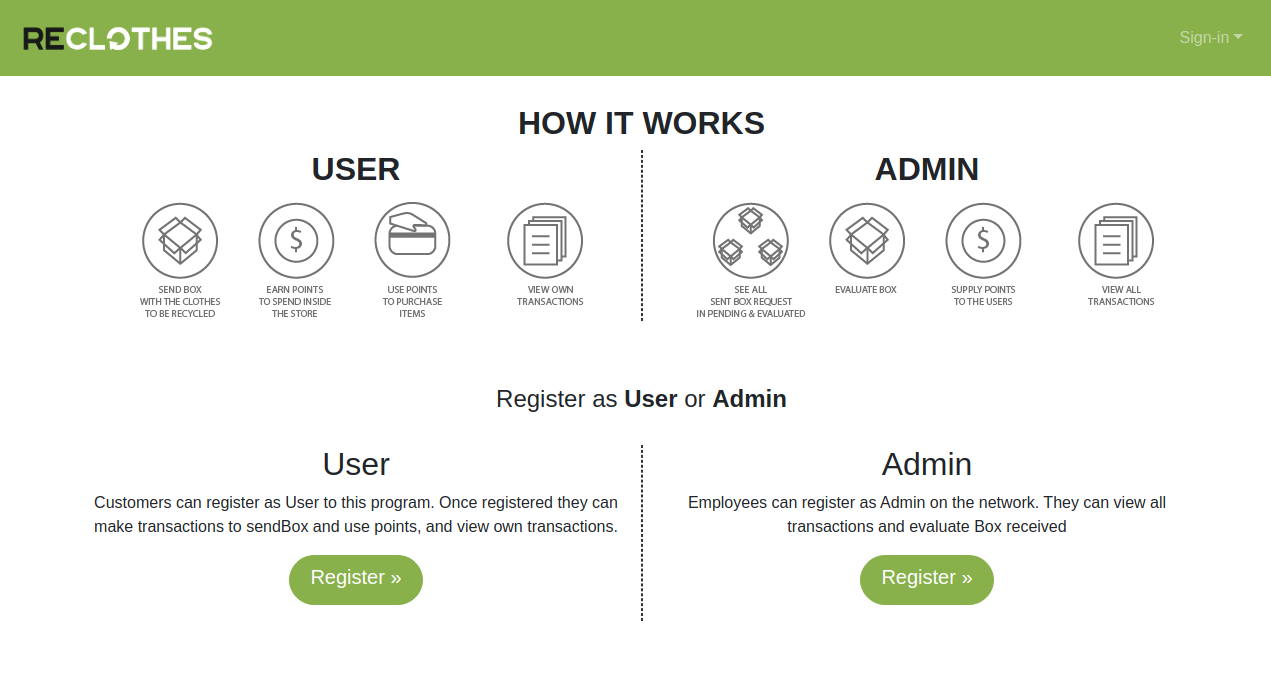 RECLOTHES
Sign-in
HOW IT WORKS
USER
SEND BOX
WITH THE CLOTHES
TO BE RECYCLED
$
EARN POINTS
TO SPEND INSIDE
THE STORE
USE POINTS
TO PURCHASE
ITEMS
VIEW OWN
TRANSACTIONS
ADMIN
SEE ALL
SENT BOX REQUEST
IN PENDING & EVALUATED
EVALUATE BOX
$
SUPPLY POINTS
TO THE USERS
VIEW ALL
TRANSACTIONS
Register as User or Admin
User
Customers can register as User to this program. Once registered they can
make transactions to sendBox and use points, and view own transactions.
Register »
Admin
Employees can register as Admin on the network. They can view all
transactions and evaluate Box received
Register »